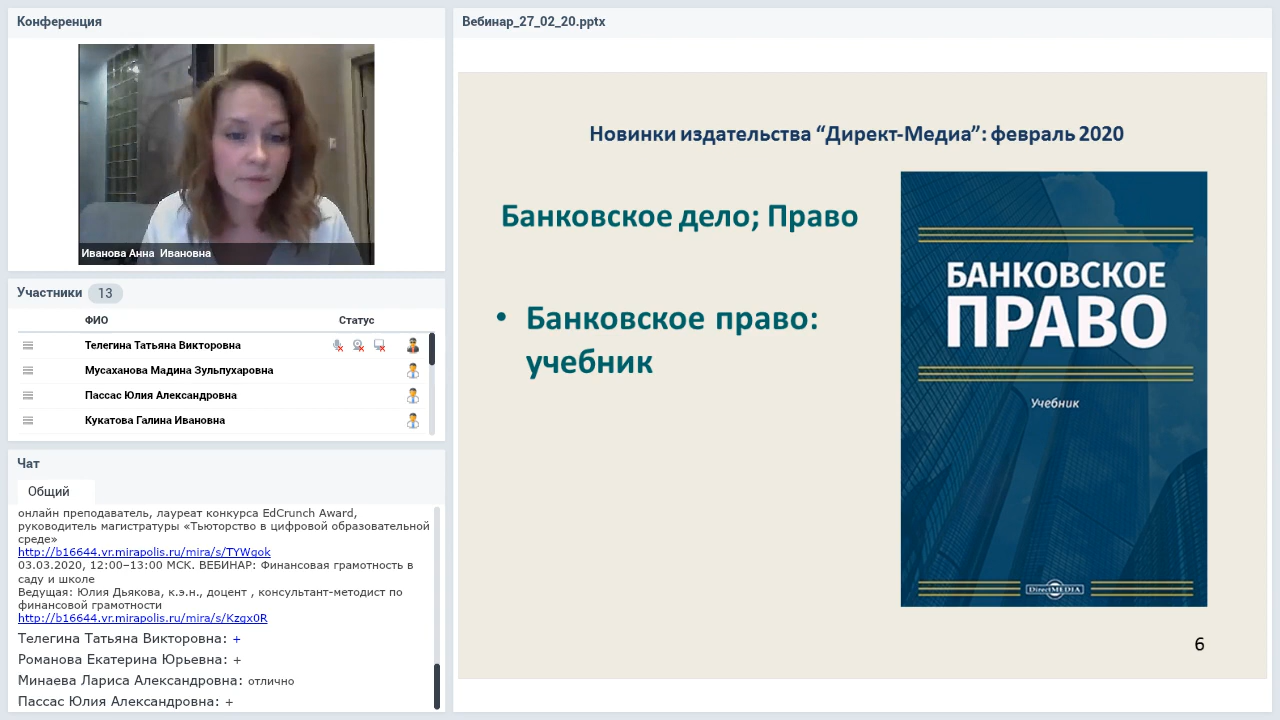 Конференция
Иванова Анна  Ивановна
Участники 13
ФИО Статус
Телегина Татьяна Викторовна
Мусаханова Мадина Зульпухаровна
Пассас Юлия Александровна
Кукатова Галина Ивановна
Чат
Общий
онлайн преподаватель, лауреат конкурса EdCrunch Award,
руководитель магистратуры «Тьюторство в цифровой образовательной
среде»
http://b16644.vr.mirapolis.ru/mira/s/TYWgok
03.03.2020, 12:00–13:00 МСК. ВЕБИНАР: Финансовая грамотность в
саду и школе
Ведущая: Юлия Дьякова, к.э.н., доцент , консультант-методист по
финансовой грамотности
http://b16644.vr.mirapolis.ru/mira/s/Kzgx0R
Телегина Татьяна Викторовна: +
Романова Екатерина Юрьевна: +
Минаева Лариса Александровна: отлично
Пассас Юлия Александровна: +
Вебинар_27_02_20.pptx
Новинки издательства “Директ-Медиа”: февраль 2020
Банковское дело; Право
• Банковское право:
учебник
БАНКОВСКОЕ
ПРАВО
Учебник
DirectMEDIA
6